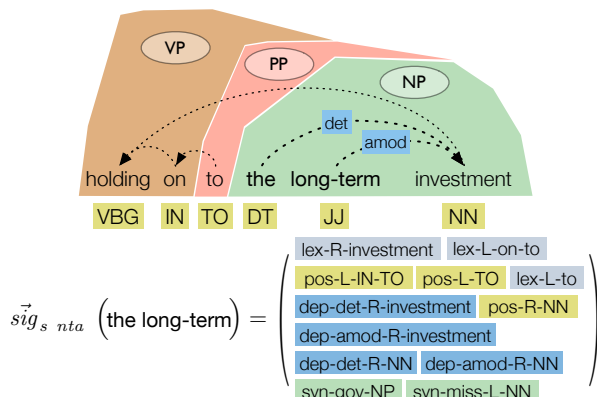 VP
PP
NP
det
amod
holding on to the long-term investment
VBG IN TO DT JJ NN
lex-R-investment lex-L-on-to
pos-L-IN-TO pos-L-TO lex-L-to
dep-det-R-investment pos-R-NN
sig s nta (the long-term) =
dep-amod-R-investment
dep-det-R-NN dep-amod-R-NN
syn-gov-NP syn-miss-L-NN